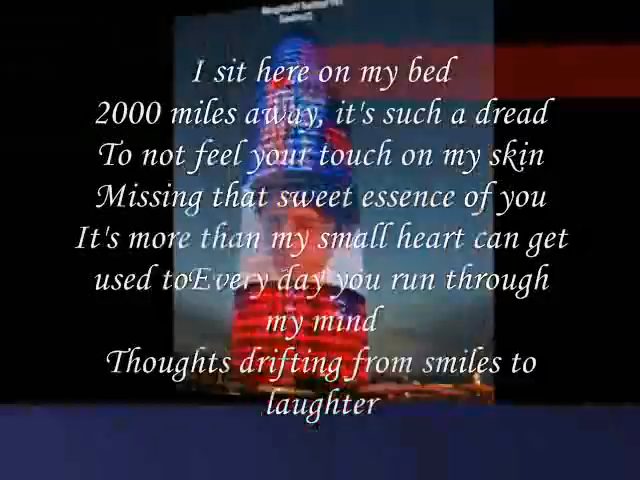 I sit here on my bed
2000 miles away, it's such a dread
To not feel your touch on my skin
Missing that sweet essence of you
It's more than my small heart can get
used toEvery day you run through
my mind
Thoughts drifting from smiles to
laughter